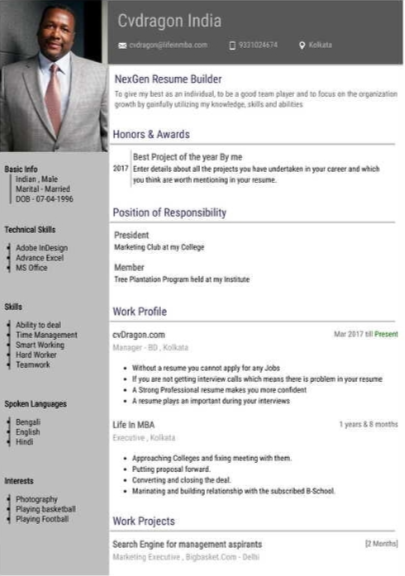 Cvdragon India
cvdragon@lifeinmba.com
9331024674
Kolkata
NexGen Resume Builder
To give my best as an individual, to be a good team player and to focus on the organization
growth by gainfully utilizing my knowledge, skills and abilities
Honors & Awards
Best Project of the year By me
2017 Enter details about all the projects you have undertaken in your career and which
you think are worth mentioning in your resume.
Position of Responsibility
President
Marketing Club at my College
Member
Tree Plantation Program held at my Institute
Work Profile
cvDragon.com
Mar 2017 till Present
Manager - BD , Kolkata
Without a resume you cannot apply for any Jobs
If you are not getting interview calls which means there is problem in your resume
A Strong Professional resume makes you more confident
A resume plays an important during your interviews
Life In MBA
1 years & 8 months
Executive , Kolkata
Approaching Colleges and fixing meeting with them.
Putting proposal forward.
Converting and closing the deal.
Marinating and building relationship with the subscribed B-School.
Work Projects
Search Engine for management aspirants
[2 Months]
Marketing Executive , Bigbasket.Com - Delhi
Basic Info
Indian , Male
Marital - Married
DOB - 07-04-1996
Technical Skills
Adobe InDesign
Advance Excel
MS Office
Skills
Ability to deal
Time Management
Smart Working
Hard Worker
Teamwork
Spoken Languages
Bengali
English
Hindi
Interests
Photography
Playing basketball
Playing Football